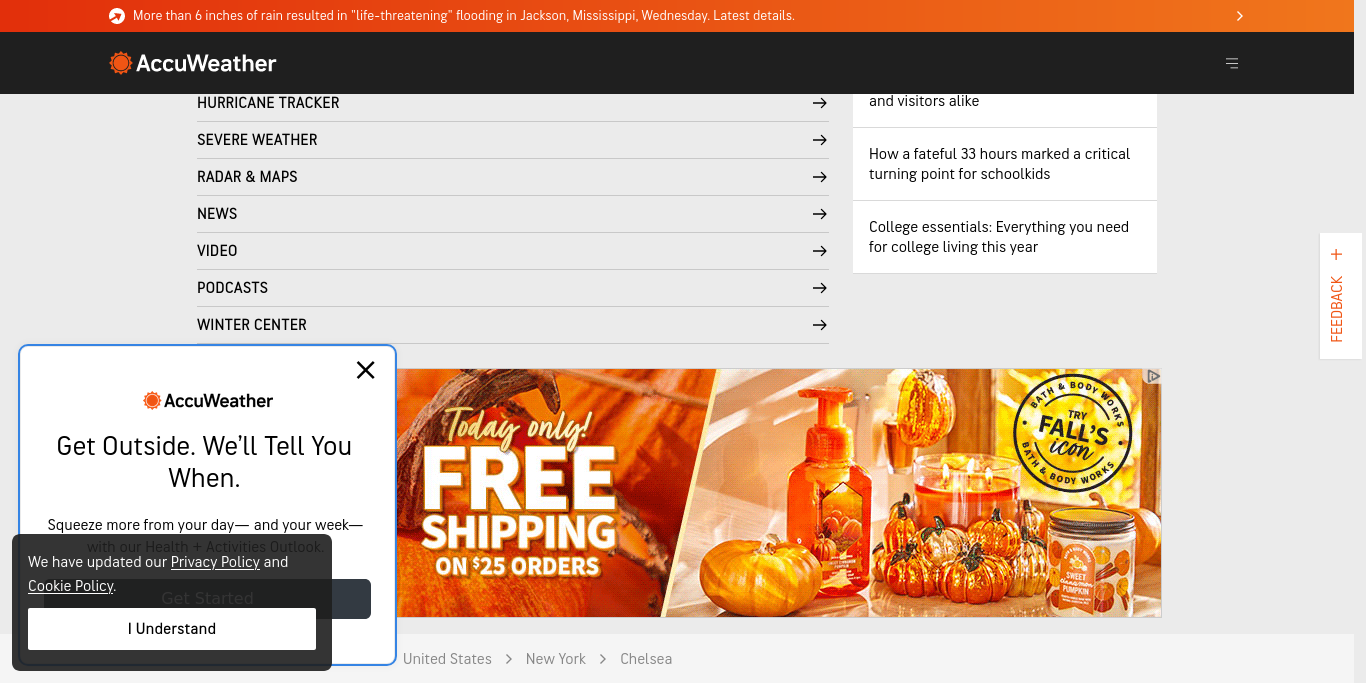 More than 6 inches of rain resulted in "life-threatening" flooding in Jackson, Mississippi, Wednesday. Latest details.
AccuWeather
HURRICANE TRACKER
SEVERE WEATHER
RADAR & MAPS
NEWS
VIDEO
PODCASTS
WINTER CENTER
and visitors alike
How a fateful 33 hours marked a critical
turning point for schoolkids
College essentials: Everything you need
for college living this year
FEEDBACK
AccuWeather
Get Outside. We'll Tell You
When.
Squeeze more from your day— and your week—
with our Health + Activities Outlook.
Get Started
We have updated our Privacy Policy and
Cookie Policy.
I Understand
Today only!
FREE
SHIPPING
ON $25 ORDERS
BATH & BODY WORKS
TRY
FALL'S
icon
BATH & BODY WORKS
SWEET
cinnamon
PUMPKIN
United States > New York > Chelsea